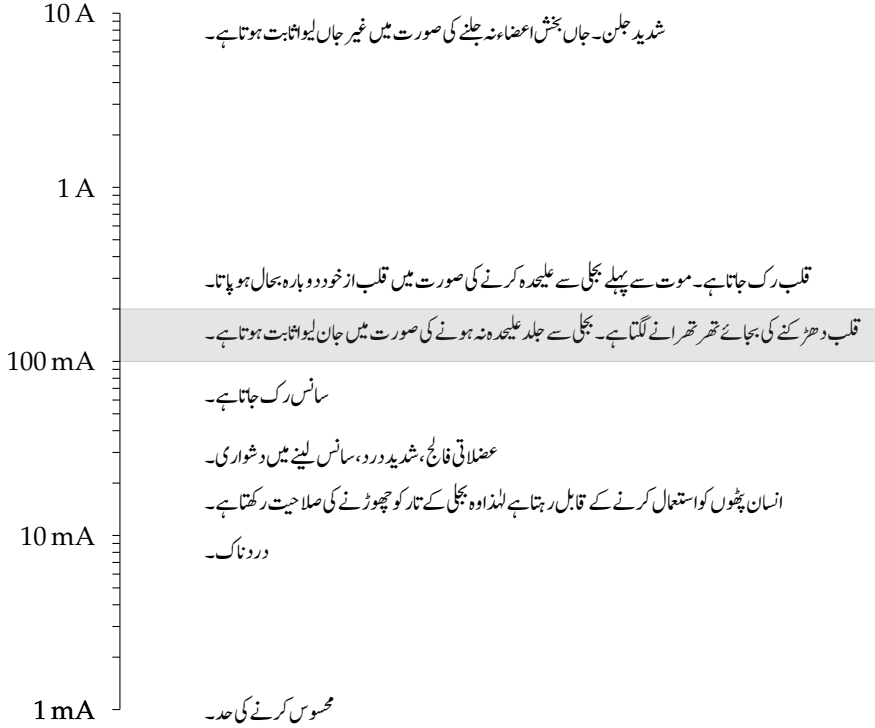 10 A
شدید جلن۔ جاں بخش اعضاء نہ جلنے کی صورت میں غیر جاں لیوا ثابت ہوتا ہے۔
1 A
قلب رک جاتا ہے۔ موت سے پہلے بجلی سے علیحدہ کرنے کی صورت میں قلب از خود دوبارہ بحال ہو پاتا۔
قلب دھڑکنے کی بجائے تھرتھرانے لگتا ہے۔ بجلی سے جلد علیحدہ نہ ہونے کی صورت میں جان لیوا ثابت ہوتا ہے۔
100 mA
سانس رک جاتا ہے۔
عضلاتی فالج، شدید درد، سانس لینے میں دشواری۔
انسان پٹھوں کو استعمال کرنے کے قابل رہتا ہے لہٰذا وہ بجلی کے تار کو چھوڑنے کی صلاحیت رکھتا ہے۔
10 mA
درد ناک۔
1 mA
محسوس کرنے کی حد۔